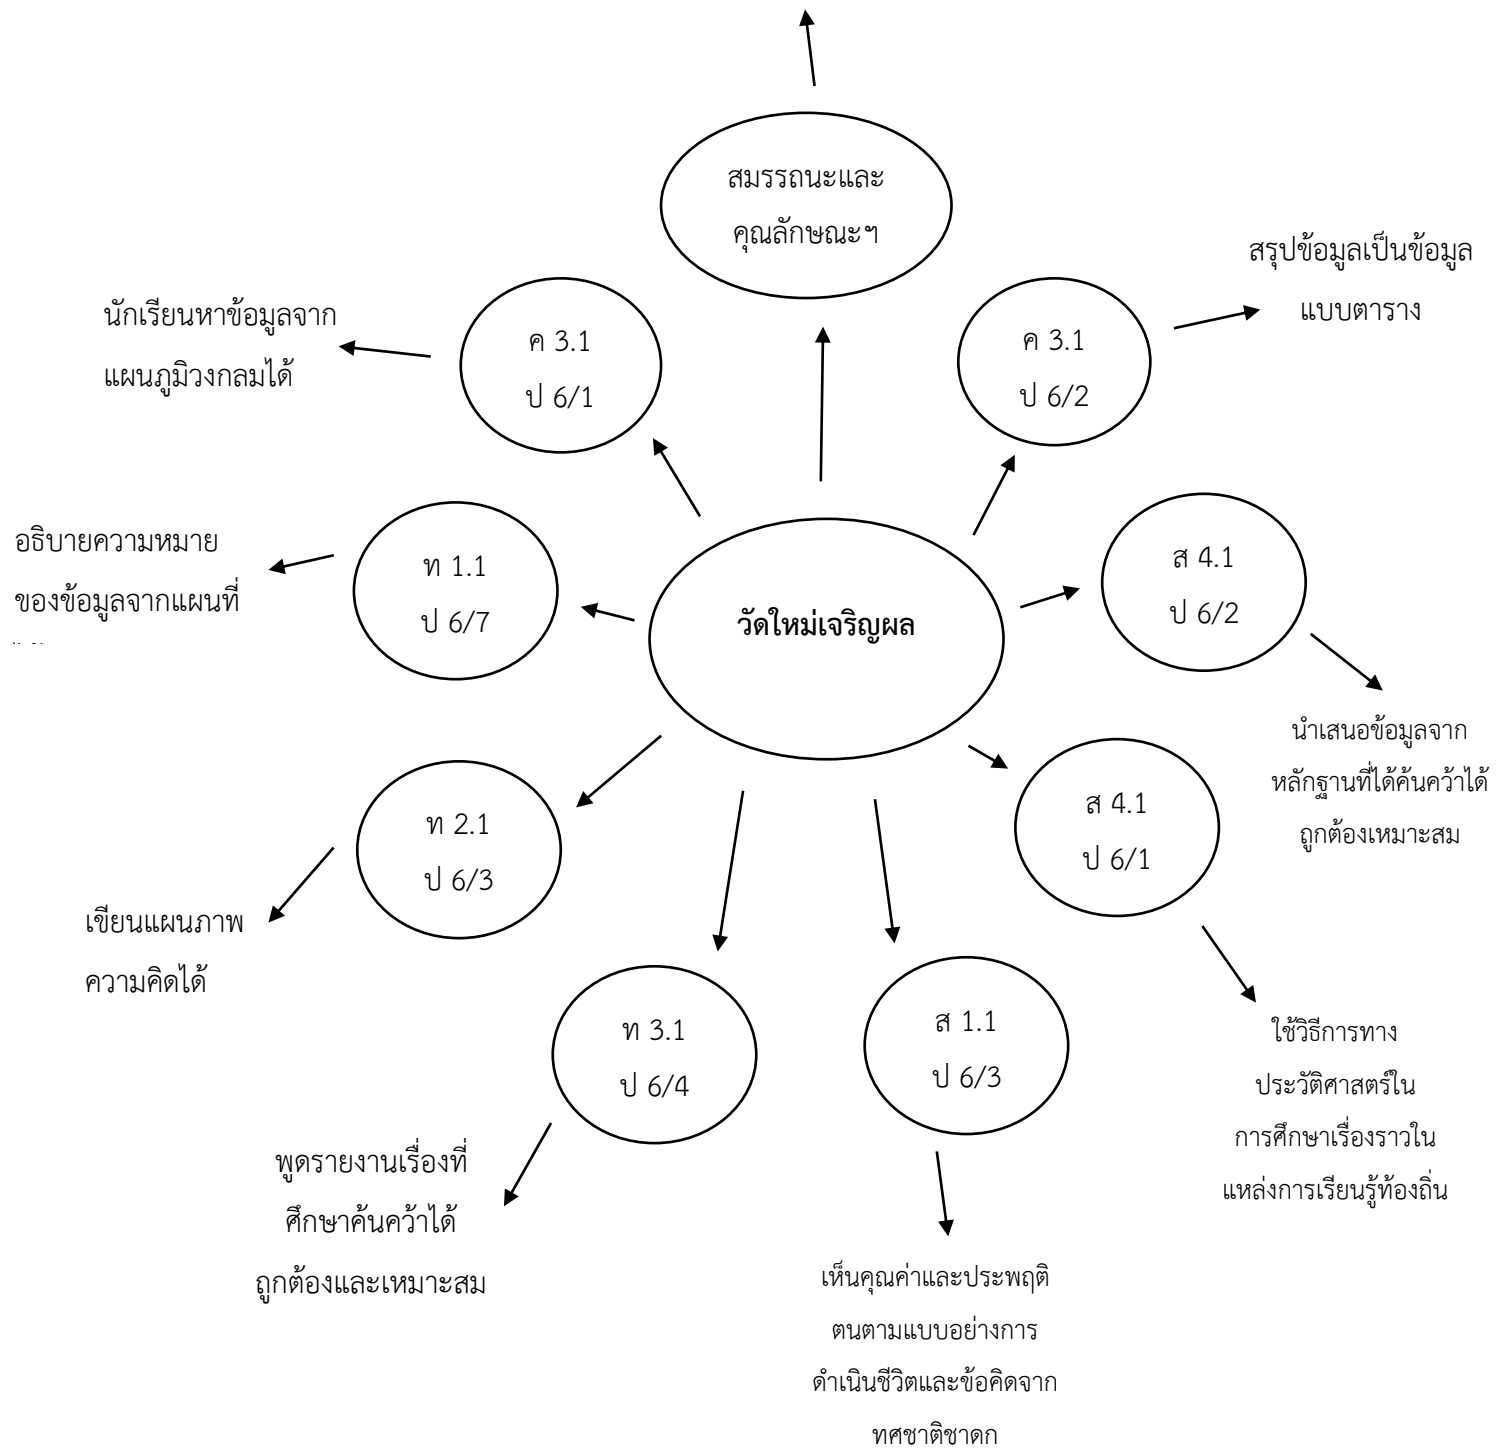 สมรรถนะและ
คุณลักษณะฯ
สรุปข้อมูลเป็นข้อมูล
แบบตาราง
นักเรียนหาข้อมูลจาก
แผนภูมิวงกลมได้
ค 3.1
ป 6/1
ค 3.1
ป 6/2
อธิบายความหมาย
ของข้อมูลจากแผนที่
ท 1.1
ป 6/7
วัดใหม่เจริญผล
ส 4.1
ป 6/2
นำเสนอข้อมูลจาก
หลักฐานที่ได้ค้นคว้าได้
ถูกต้องเหมาะสม
ท 2.1
ป 6/3
ส 4.1
ป 6/1
เขียนแผนภาพ
ความคิดได้
ท 3.1
ป 6/4
ส 1.1
ป 6/3
ใช้วิธีการทาง
ประวัติศาสตร์ใน
การศึกษาเรื่องราวใน
แหล่งการเรียนรู้ท้องถิ่น
พูดรายงานเรื่องที่
ศึกษาค้นคว้าได้
ถูกต้องและเหมาะสม
เห็นคุณค่าและประพฤติ
ตนตามแบบอย่างการ
ดำเนินชีวิตและข้อคิดจาก
ทศชาติชาดก